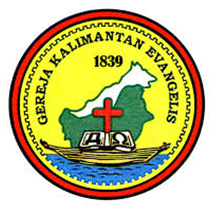 GEREJA KALIMANTAN EVANGELIS
1839
A Ω